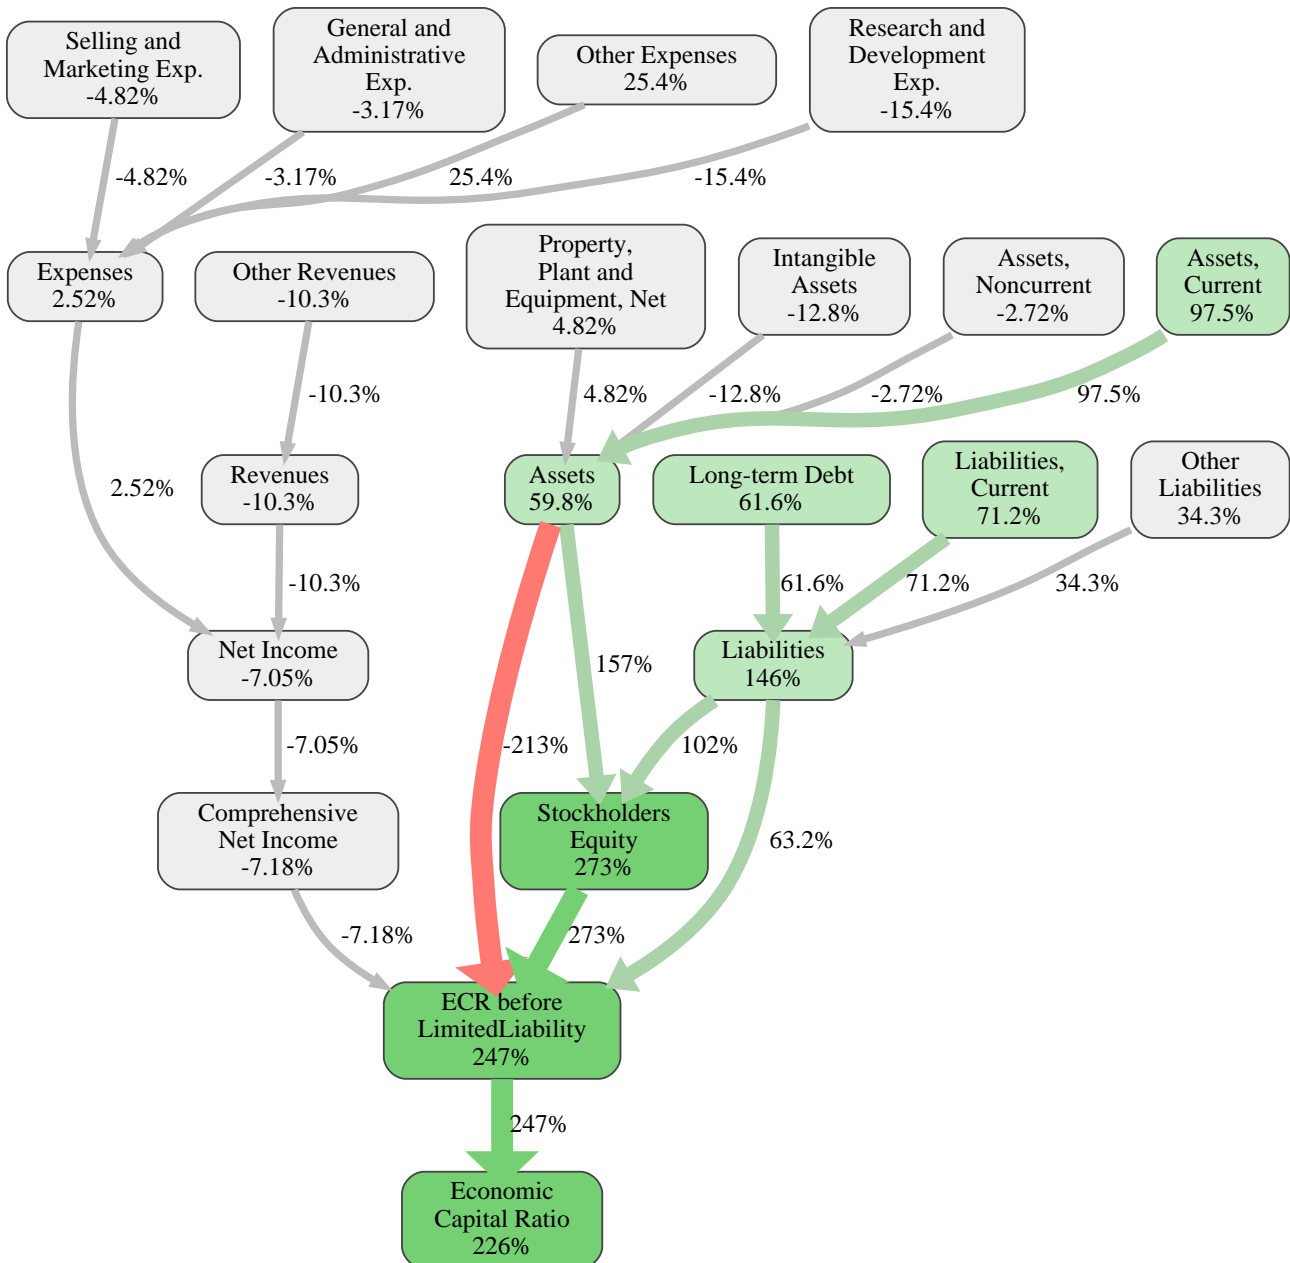 Selling and
Marketing Exp.
-4.82%
General and
Administrative
Exp.
-3.17%
Other Expenses
25.4%
Research and
Development
Exp.
-15.4%
-4.82%
-3.17%
25.4%
-15.4%
Expenses
2.52%
Other Revenues
-10.3%
Property,
Plant and
Equipment, Net
4.82%
Intangible
Assets
-12.8%
Assets,
Noncurrent
-2.72%
Assets,
Current
97.5%
-10.3%
4.82%
-12.8%
-2.72%
97.5%
2.52%
Revenues
-10.3%
Assets
59.8%
Long-term Debt
61.6%
Liabilities,
Current
71.2%
Other
Liabilities
34.3%
-10.3%
61.6%
71.2%
34.3%
Net Income
-7.05%
157%
Liabilities
146%
-7.05%
-213%
102%
Comprehensive
Net Income
-7.18%
Stockholders
Equity
273%
63.2%
-7.18%
273%
ECR before
LimitedLiability
247%
247%
Economic
Capital Ratio
226%